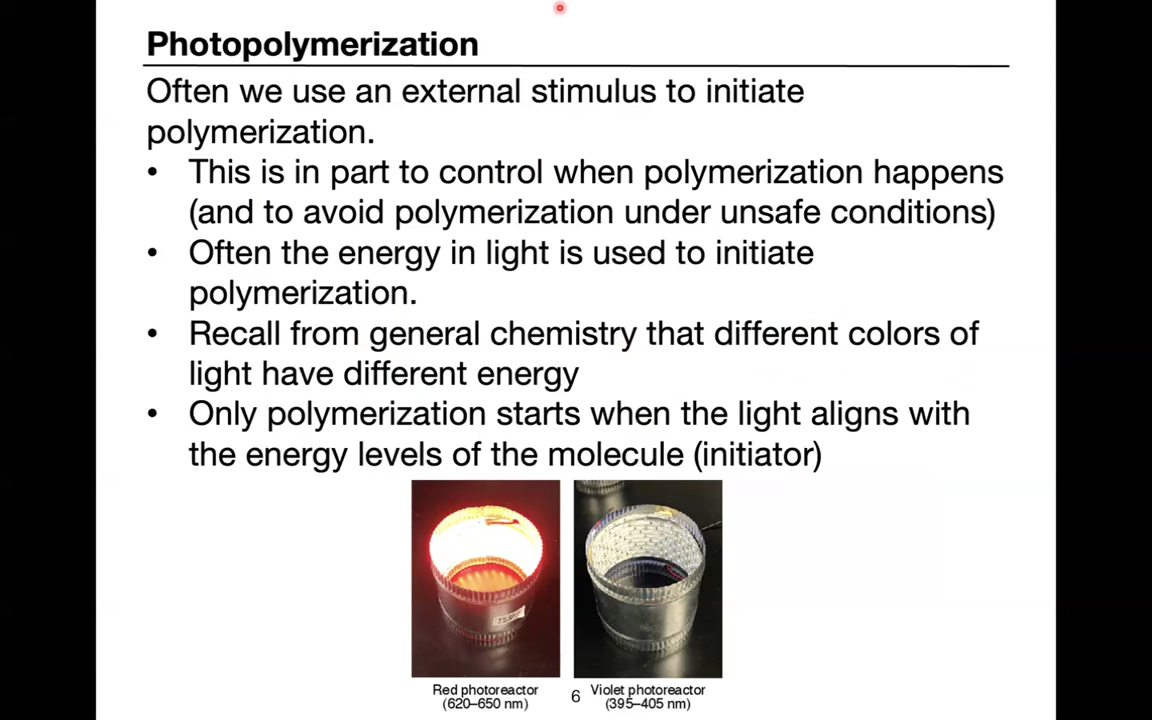 Photopolymerization
Often we use an external stimulus to initiate
polymerization.
• This is in part to control when polymerization happens
(and to avoid polymerization under unsafe conditions)
• Often the energy in light is used to initiate
polymerization.
• Recall from general chemistry that different colors of
light have different energy
• Only polymerization starts when the light aligns with
the energy levels of the molecule (initiator)
Red photoreactor
(620–650 nm)
6
Violet photoreactor
(395–405 nm)